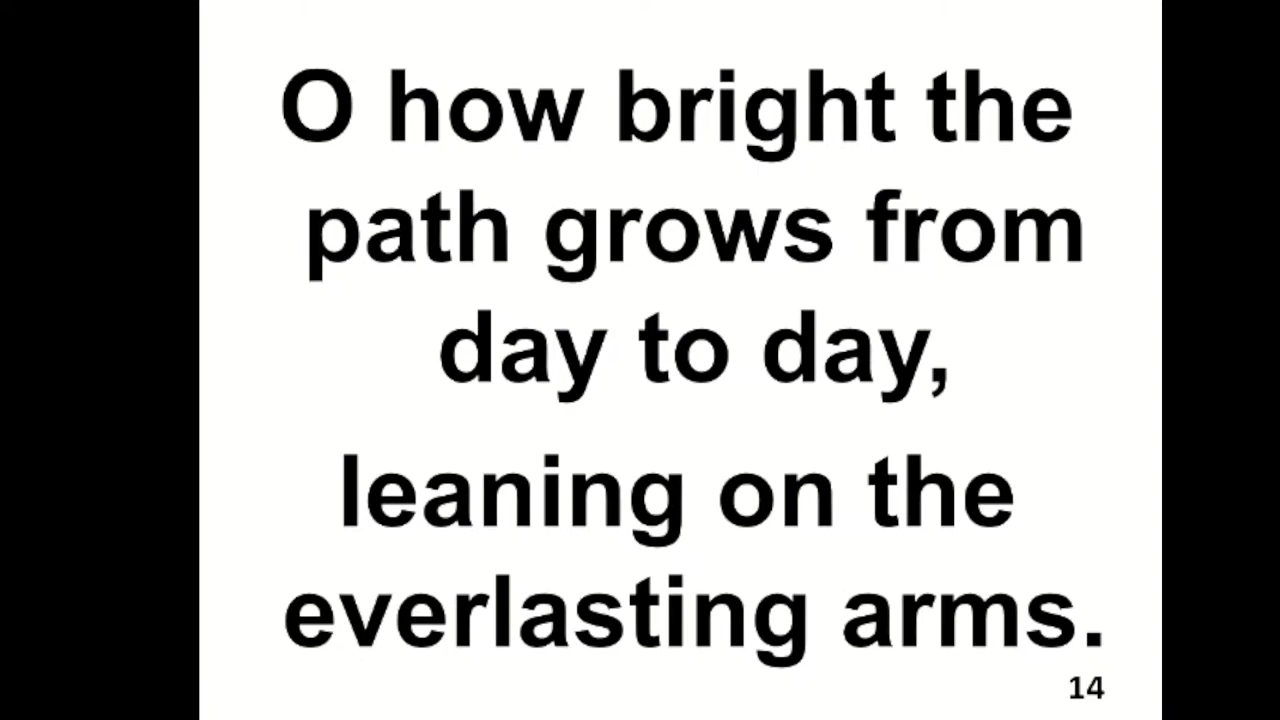 O how bright the
path grows from
day to day,
leaning on the
everlasting arms.
14